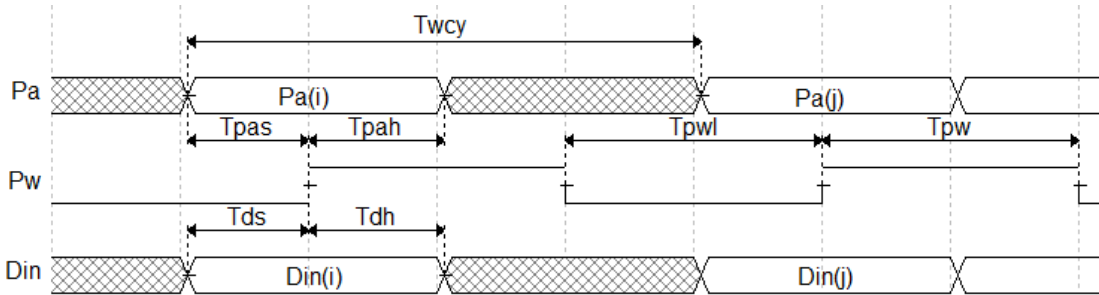 Twcy
Pa Pa(i) Pa(j)
Tpas Tpah Tpwl Tpw
Pw
Tds Tdh
Din Din(i) Din(j)